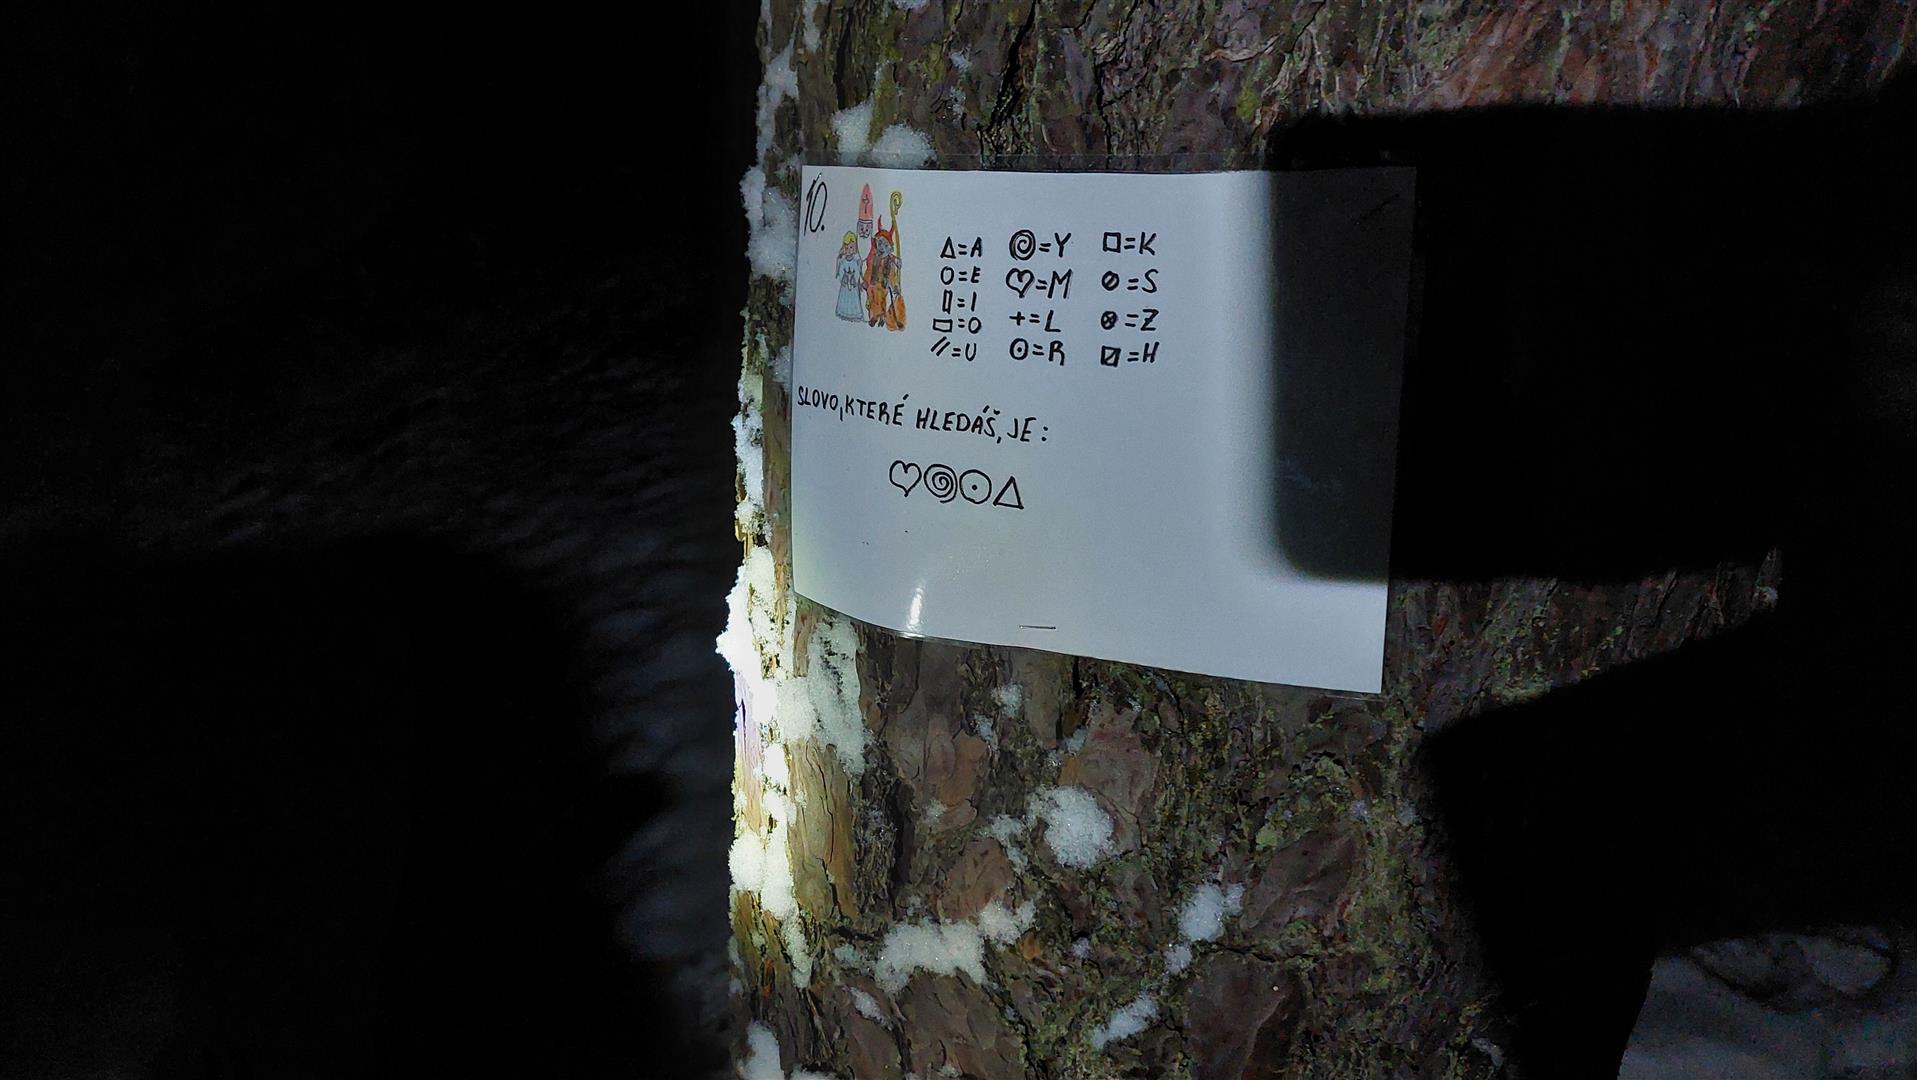 10.
△=A
○=E
▯=I
▭=O
//=U
🌀=Y
♡=M
+=L
⊙=R
□=K
⊘=S
⊗=Z
⍁=H
SLOVO, KTERÉ HLEDÁŠ, JE:
♡🌀⊙△